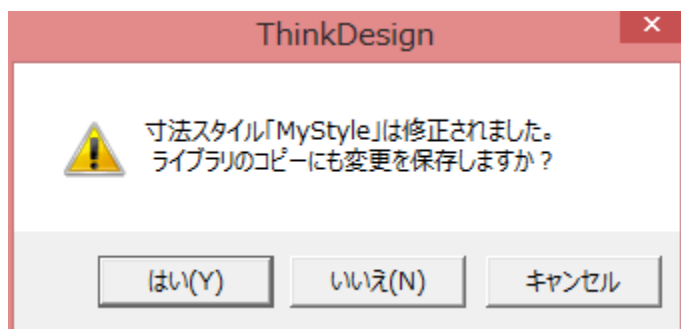 ThinkDesign
寸法スタイル「MyStyle」は修正されました。
ライブラリのコピーにも変更を保存しますか？
はい(Y)
いいえ(N)
キャンセル